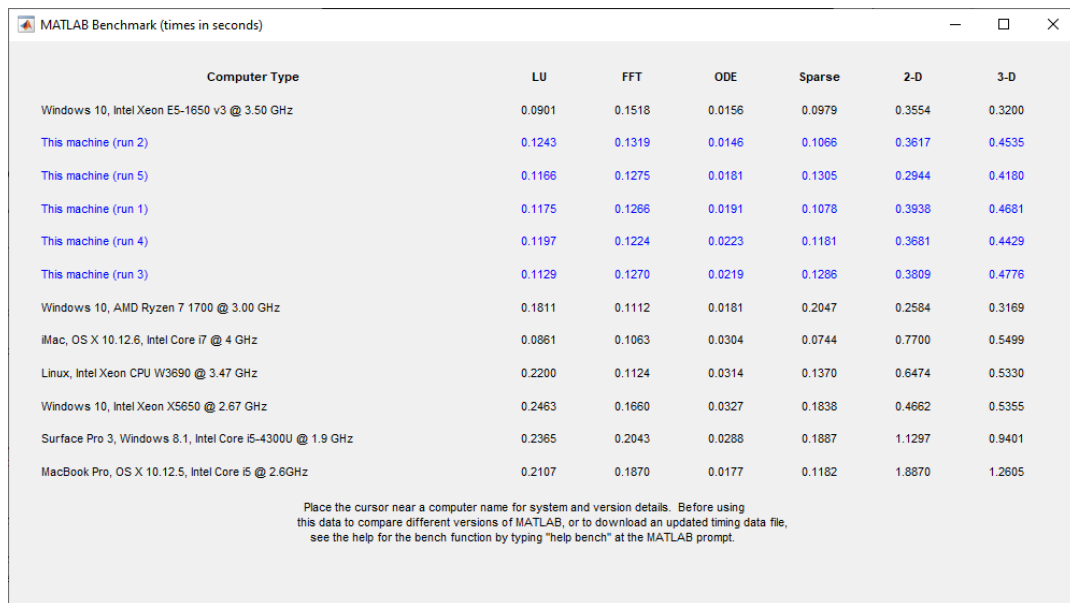 MATLAB Benchmark (times in seconds)
Computer Type LU FFT ODE Sparse 2-D 3-D
Windows 10, Intel Xeon E5-1650 v3 @ 3.50 GHz 0.0901 0.1518 0.0156 0.0979 0.3554 0.3200
This machine (run 2) 0.1243 0.1319 0.0146 0.1066 0.3617 0.4535
This machine (run 5) 0.1166 0.1275 0.0181 0.1305 0.2944 0.4180
This machine (run 1) 0.1175 0.1266 0.0191 0.1078 0.3938 0.4681
This machine (run 4) 0.1197 0.1224 0.0223 0.1181 0.3681 0.4429
This machine (run 3) 0.1129 0.1270 0.0219 0.1286 0.3809 0.4776
Windows 10, AMD Ryzen 7 1700 @ 3.00 GHz 0.1811 0.1112 0.0181 0.2047 0.2584 0.3169
iMac, OS X 10.12.6, Intel Core i7 @ 4 GHz 0.0861 0.1063 0.0304 0.0744 0.7700 0.5499
Linux, Intel Xeon CPU W3690 @ 3.47 GHz 0.2200 0.1124 0.0314 0.1370 0.6474 0.5330
Windows 10, Intel Xeon X5650 @ 2.67 GHz 0.2463 0.1660 0.0327 0.1838 0.4662 0.5355
Surface Pro 3, Windows 8.1, Intel Core i5-4300U @ 1.9 GHz 0.2365 0.2043 0.0288 0.1887 1.1297 0.9401
MacBook Pro, OS X 10.12.5, Intel Core i5 @ 2.6GHz 0.2107 0.1870 0.0177 0.1182 1.8870 1.2605
Place the cursor near a computer name for system and version details. Before using
this data to compare different versions of MATLAB, or to download an updated timing data file,
see the help for the bench function by typing "help bench" at the MATLAB prompt.